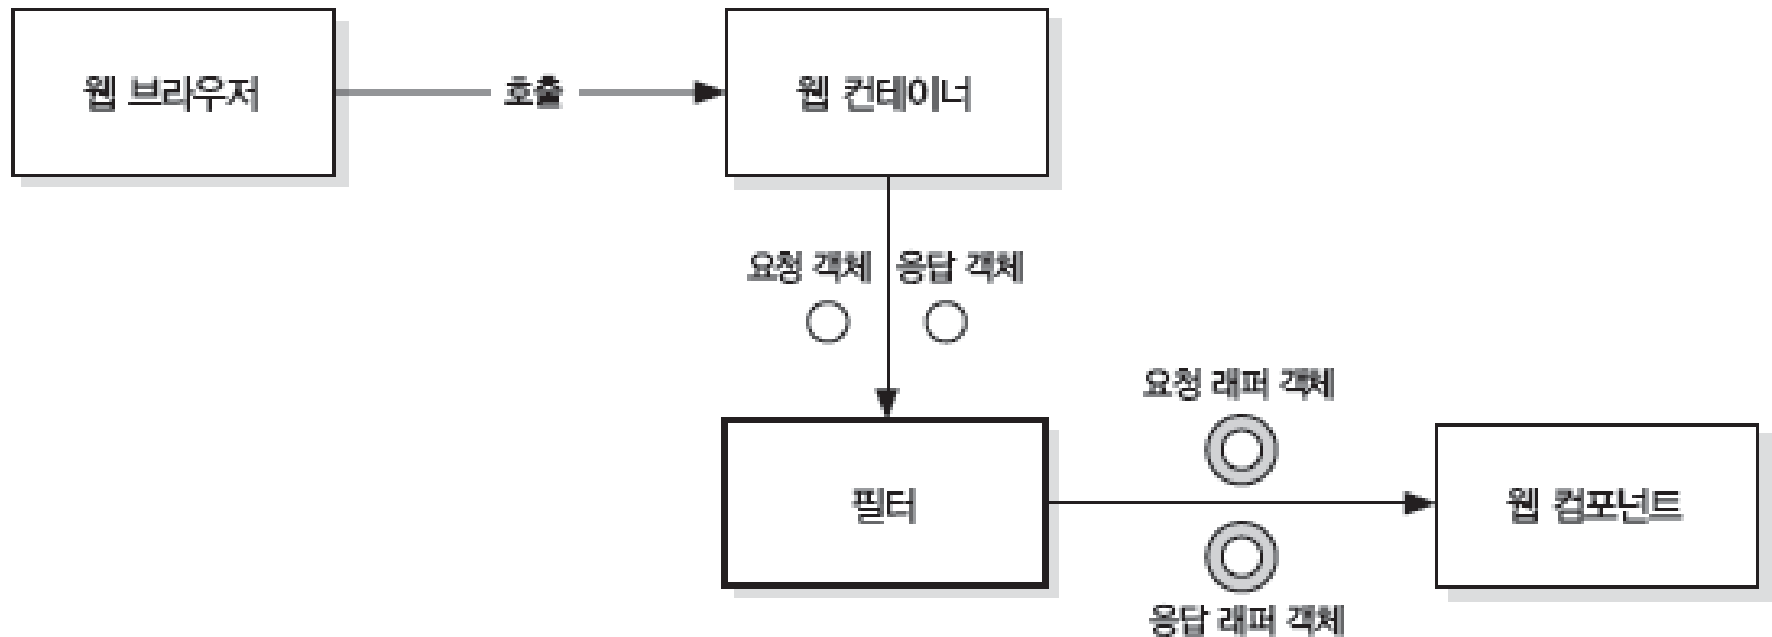 웹 브라우저
호출
웹 컨테이너
요청 객체
응답 객체
요청 래퍼 객체
필터
웹 컴포넌트
응답 래퍼 객체